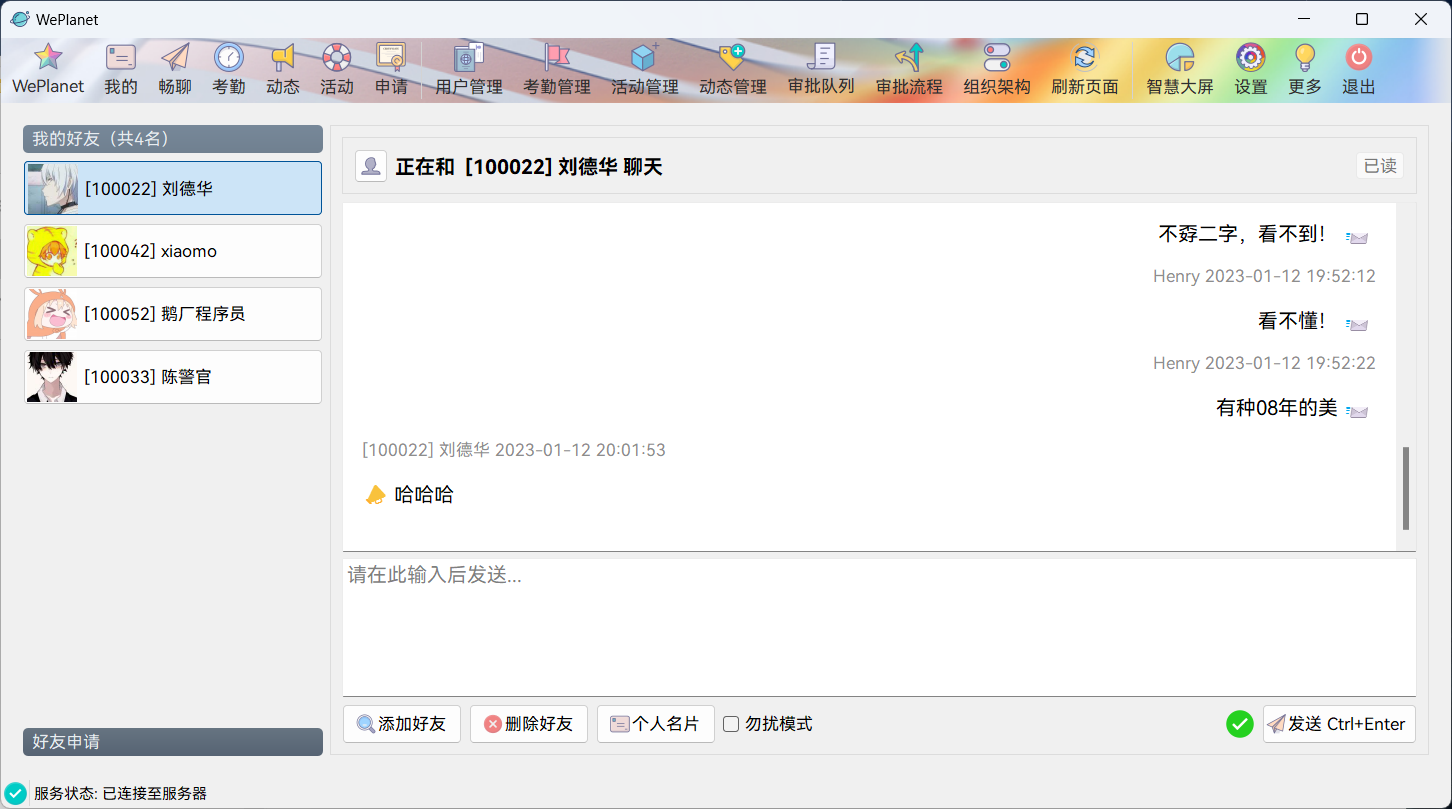 WePlanet
WePlanet 我的 畅聊 考勤 动态 活动 申请 用户管理 考勤管理 活动管理 动态管理 审批队列 审批流程 组织架构 刷新页面 智慧大屏 设置 更多 退出
我的好友（共4名）
[100022] 刘德华
[100042] xiaomo
[100052] 鹅厂程序员
[100033] 陈警官
好友申请
正在和 [100022] 刘德华 聊天
已读
不孬二字，看不到！
Henry 2023-01-12 19:52:12
看不懂！
Henry 2023-01-12 19:52:22
有种08年的美
[100022] 刘德华 2023-01-12 20:01:53
哈哈哈
请在此输入后发送...
添加好友 删除好友 个人名片 勿扰模式 发送 Ctrl+Enter
服务状态: 已连接至服务器